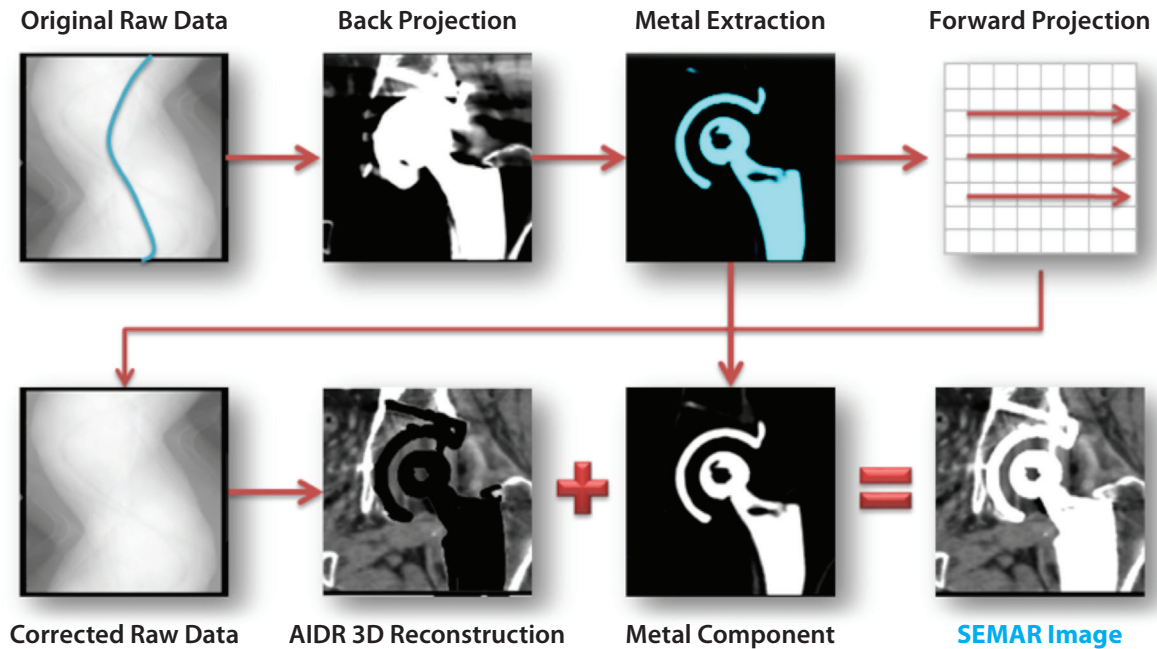 Original Raw Data
Back Projection
Metal Extraction
Forward Projection
Corrected Raw Data
AIDR 3D Reconstruction
Metal Component
SEMAR Image